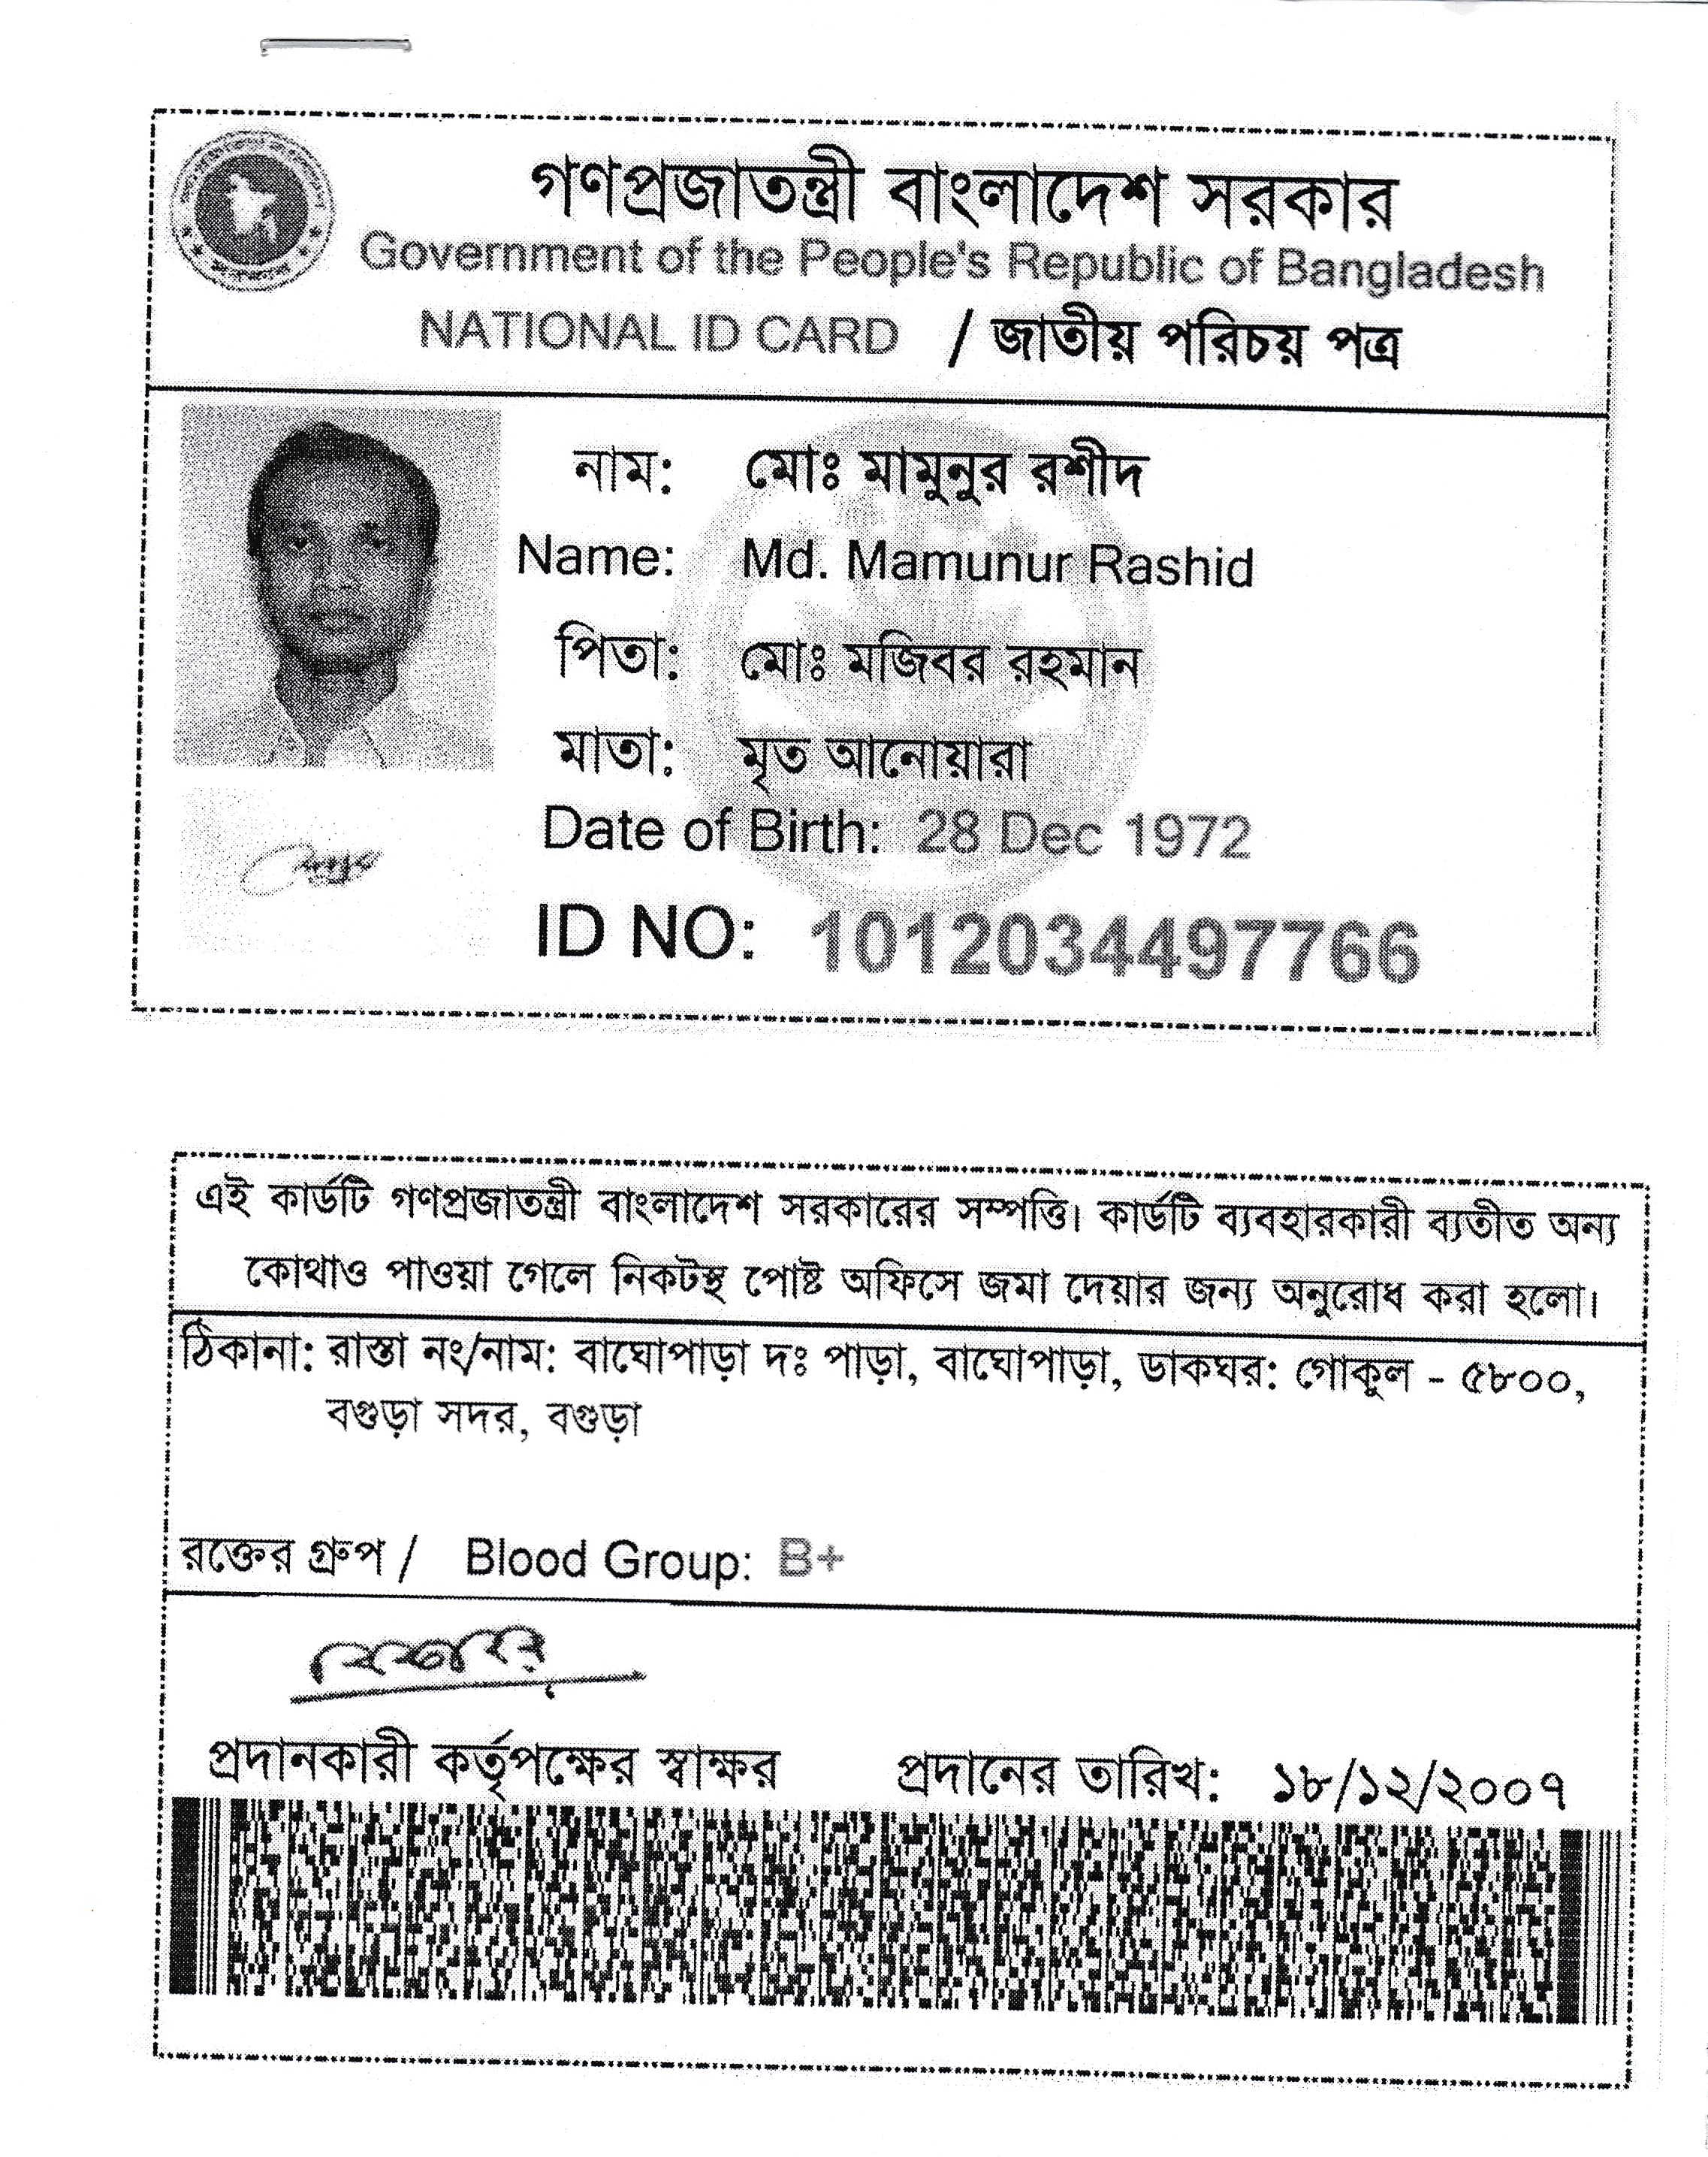 গণপ্রজাতন্ত্রী বাংলাদেশ সরকার
Government of the People's Republic of Bangladesh
NATIONAL ID CARD / জাতীয় পরিচয় পত্র
নাম: মোঃ মামুনুর রশীদ
Name: Md. Mamunur Rashid
পিতা: মোঃ মজিবর রহমান
মাতা: মৃত আনোয়ারা
Date of Birth: 28 Dec 1972
ID NO: 1012034497766
এই কার্ডটি গণপ্রজাতন্ত্রী বাংলাদেশ সরকারের সম্পত্তি। কার্ডটি ব্যবহারকারী ব্যতীত অন্য
কোথাও পাওয়া গেলে নিকটস্থ পোষ্ট অফিসে জমা দেয়ার জন্য অনুরোধ করা হলো।
ঠিকানা: রাস্তা নং/নাম: বাঘোপাড়া দঃ পাড়া, বাঘোপাড়া, ডাকঘর: গোকুল - ৫৮০০,
বগুড়া সদর, বগুড়া
রক্তের গ্রুপ / Blood Group: B+
প্রদানকারী কর্তৃপক্ষের স্বাক্ষর প্রদানের তারিখ: ১৮/১২/২০০৭